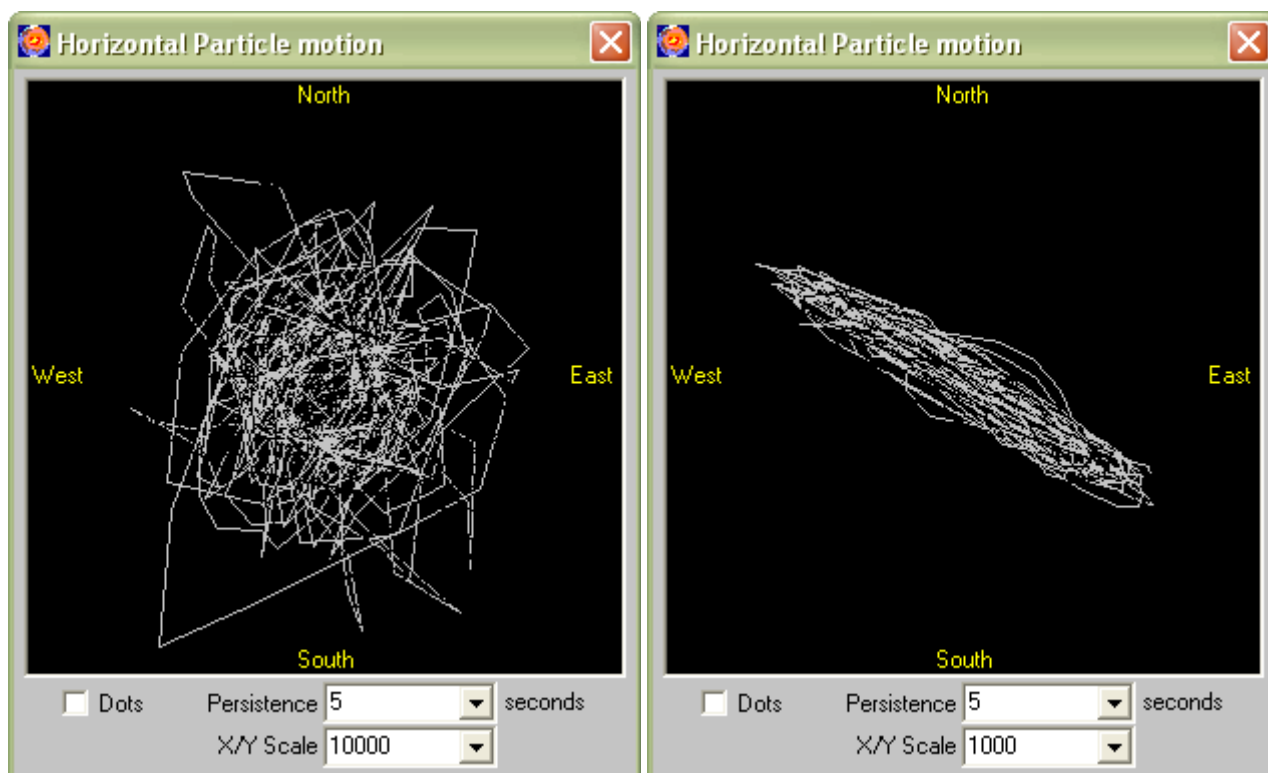 Horizontal Particle motion
North
West
East
South
Dots
Persistence 5 seconds
X/Y Scale 10000
Horizontal Particle motion
North
West
East
South
Dots
Persistence 5 seconds
X/Y Scale 1000